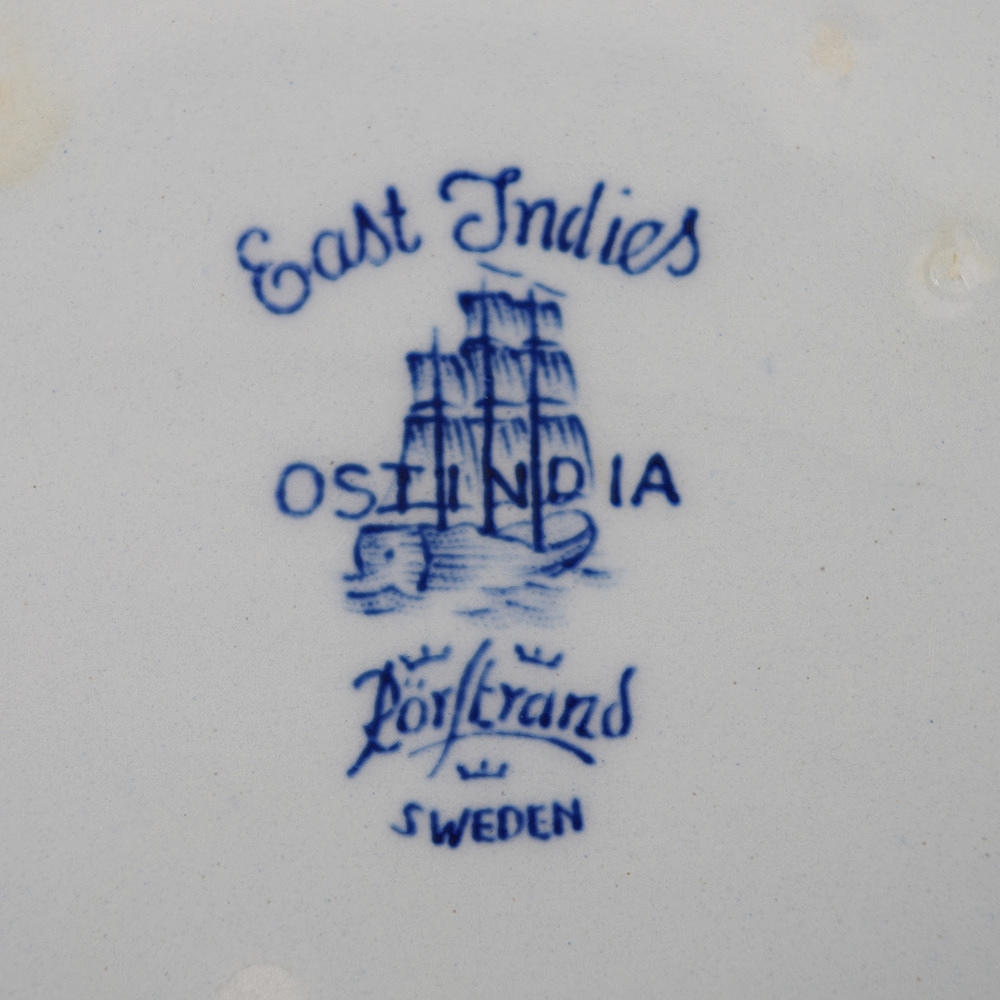 East Indies
OSTINDIA
Rörstrand
SWEDEN